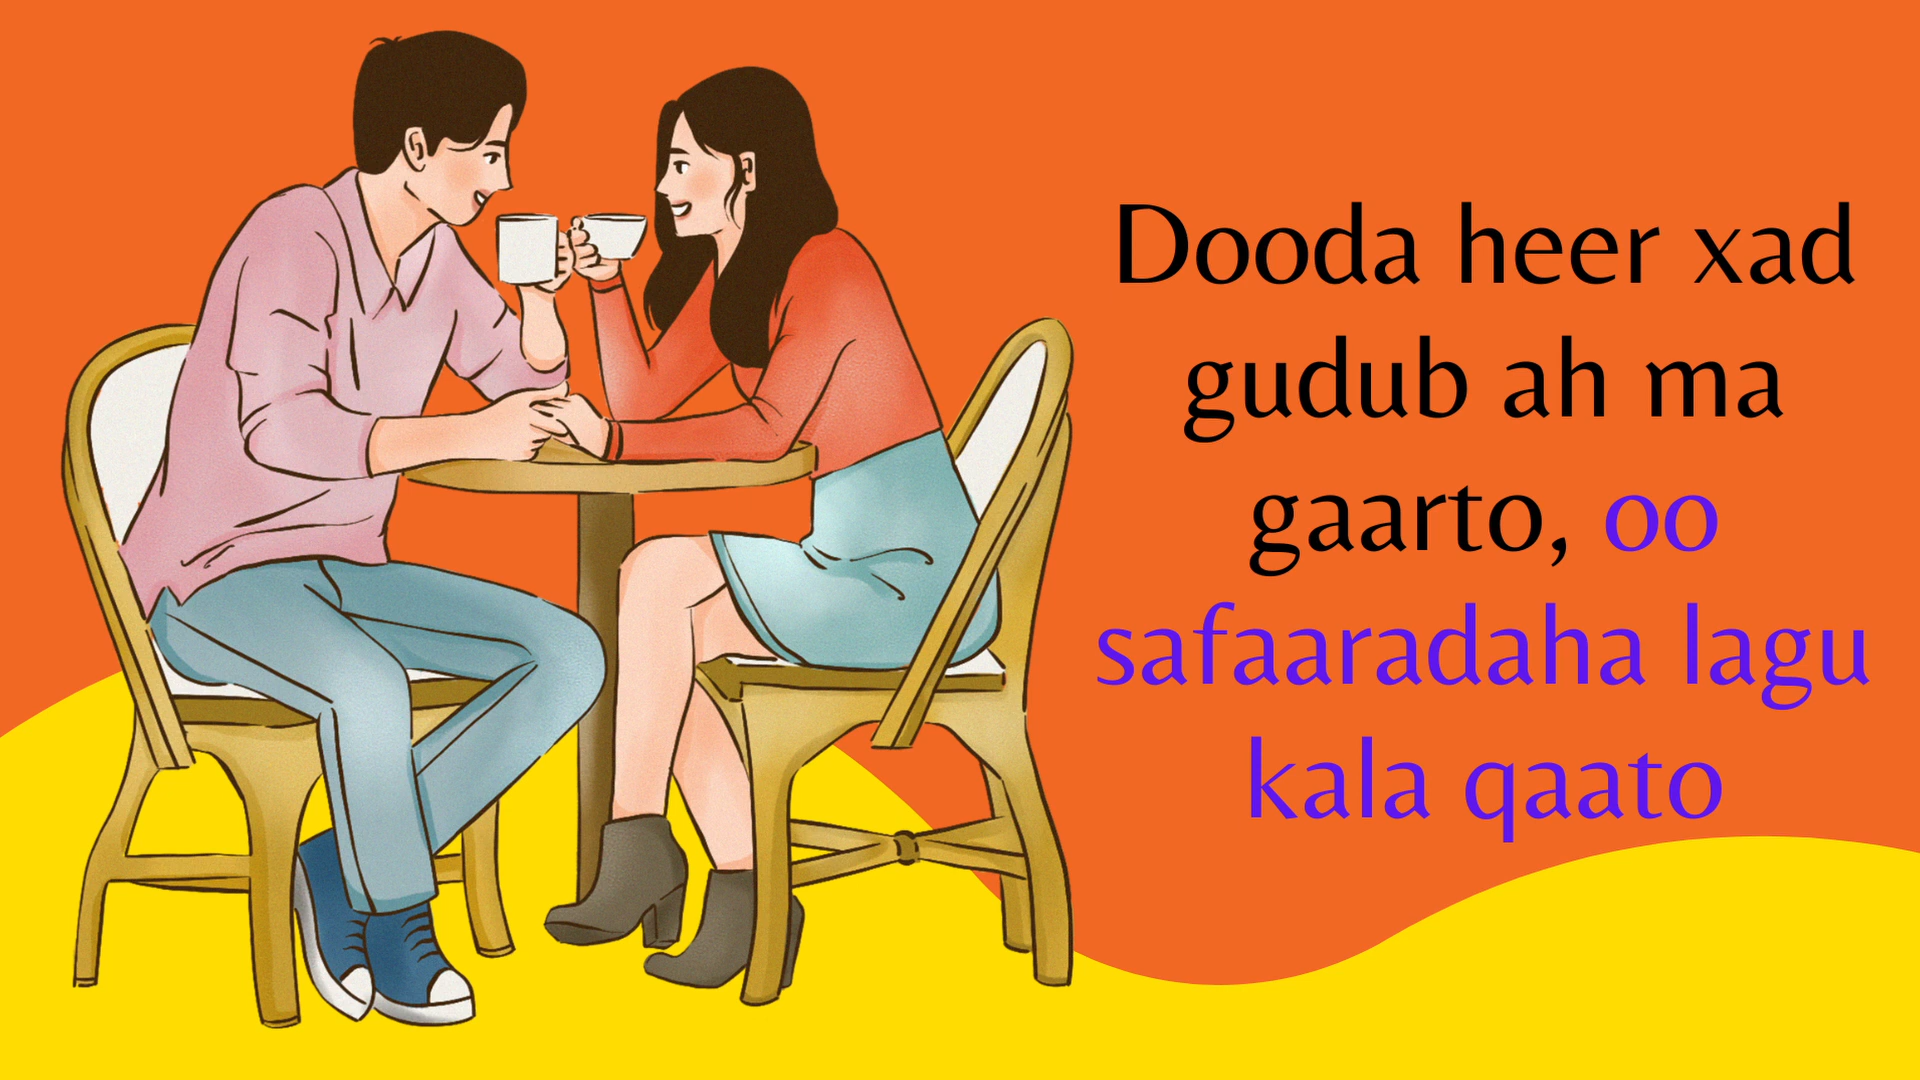 Dooda heer xad
gudub ah ma
gaarto, oo
safaaradaha lagu
kala qaato